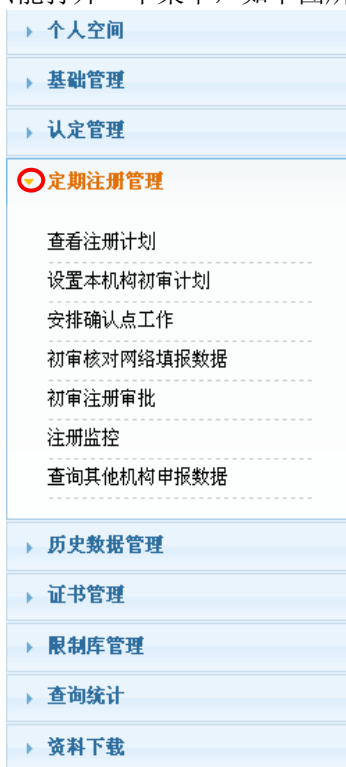 个人空间
基础管理
认定管理
定期注册管理
查看注册计划
设置本机构初审计划
安排确认点工作
初审核对网络填报数据
初审注册审批
注册监控
查询其他机构申报数据
历史数据管理
证书管理
限制库管理
查询统计
资料下载